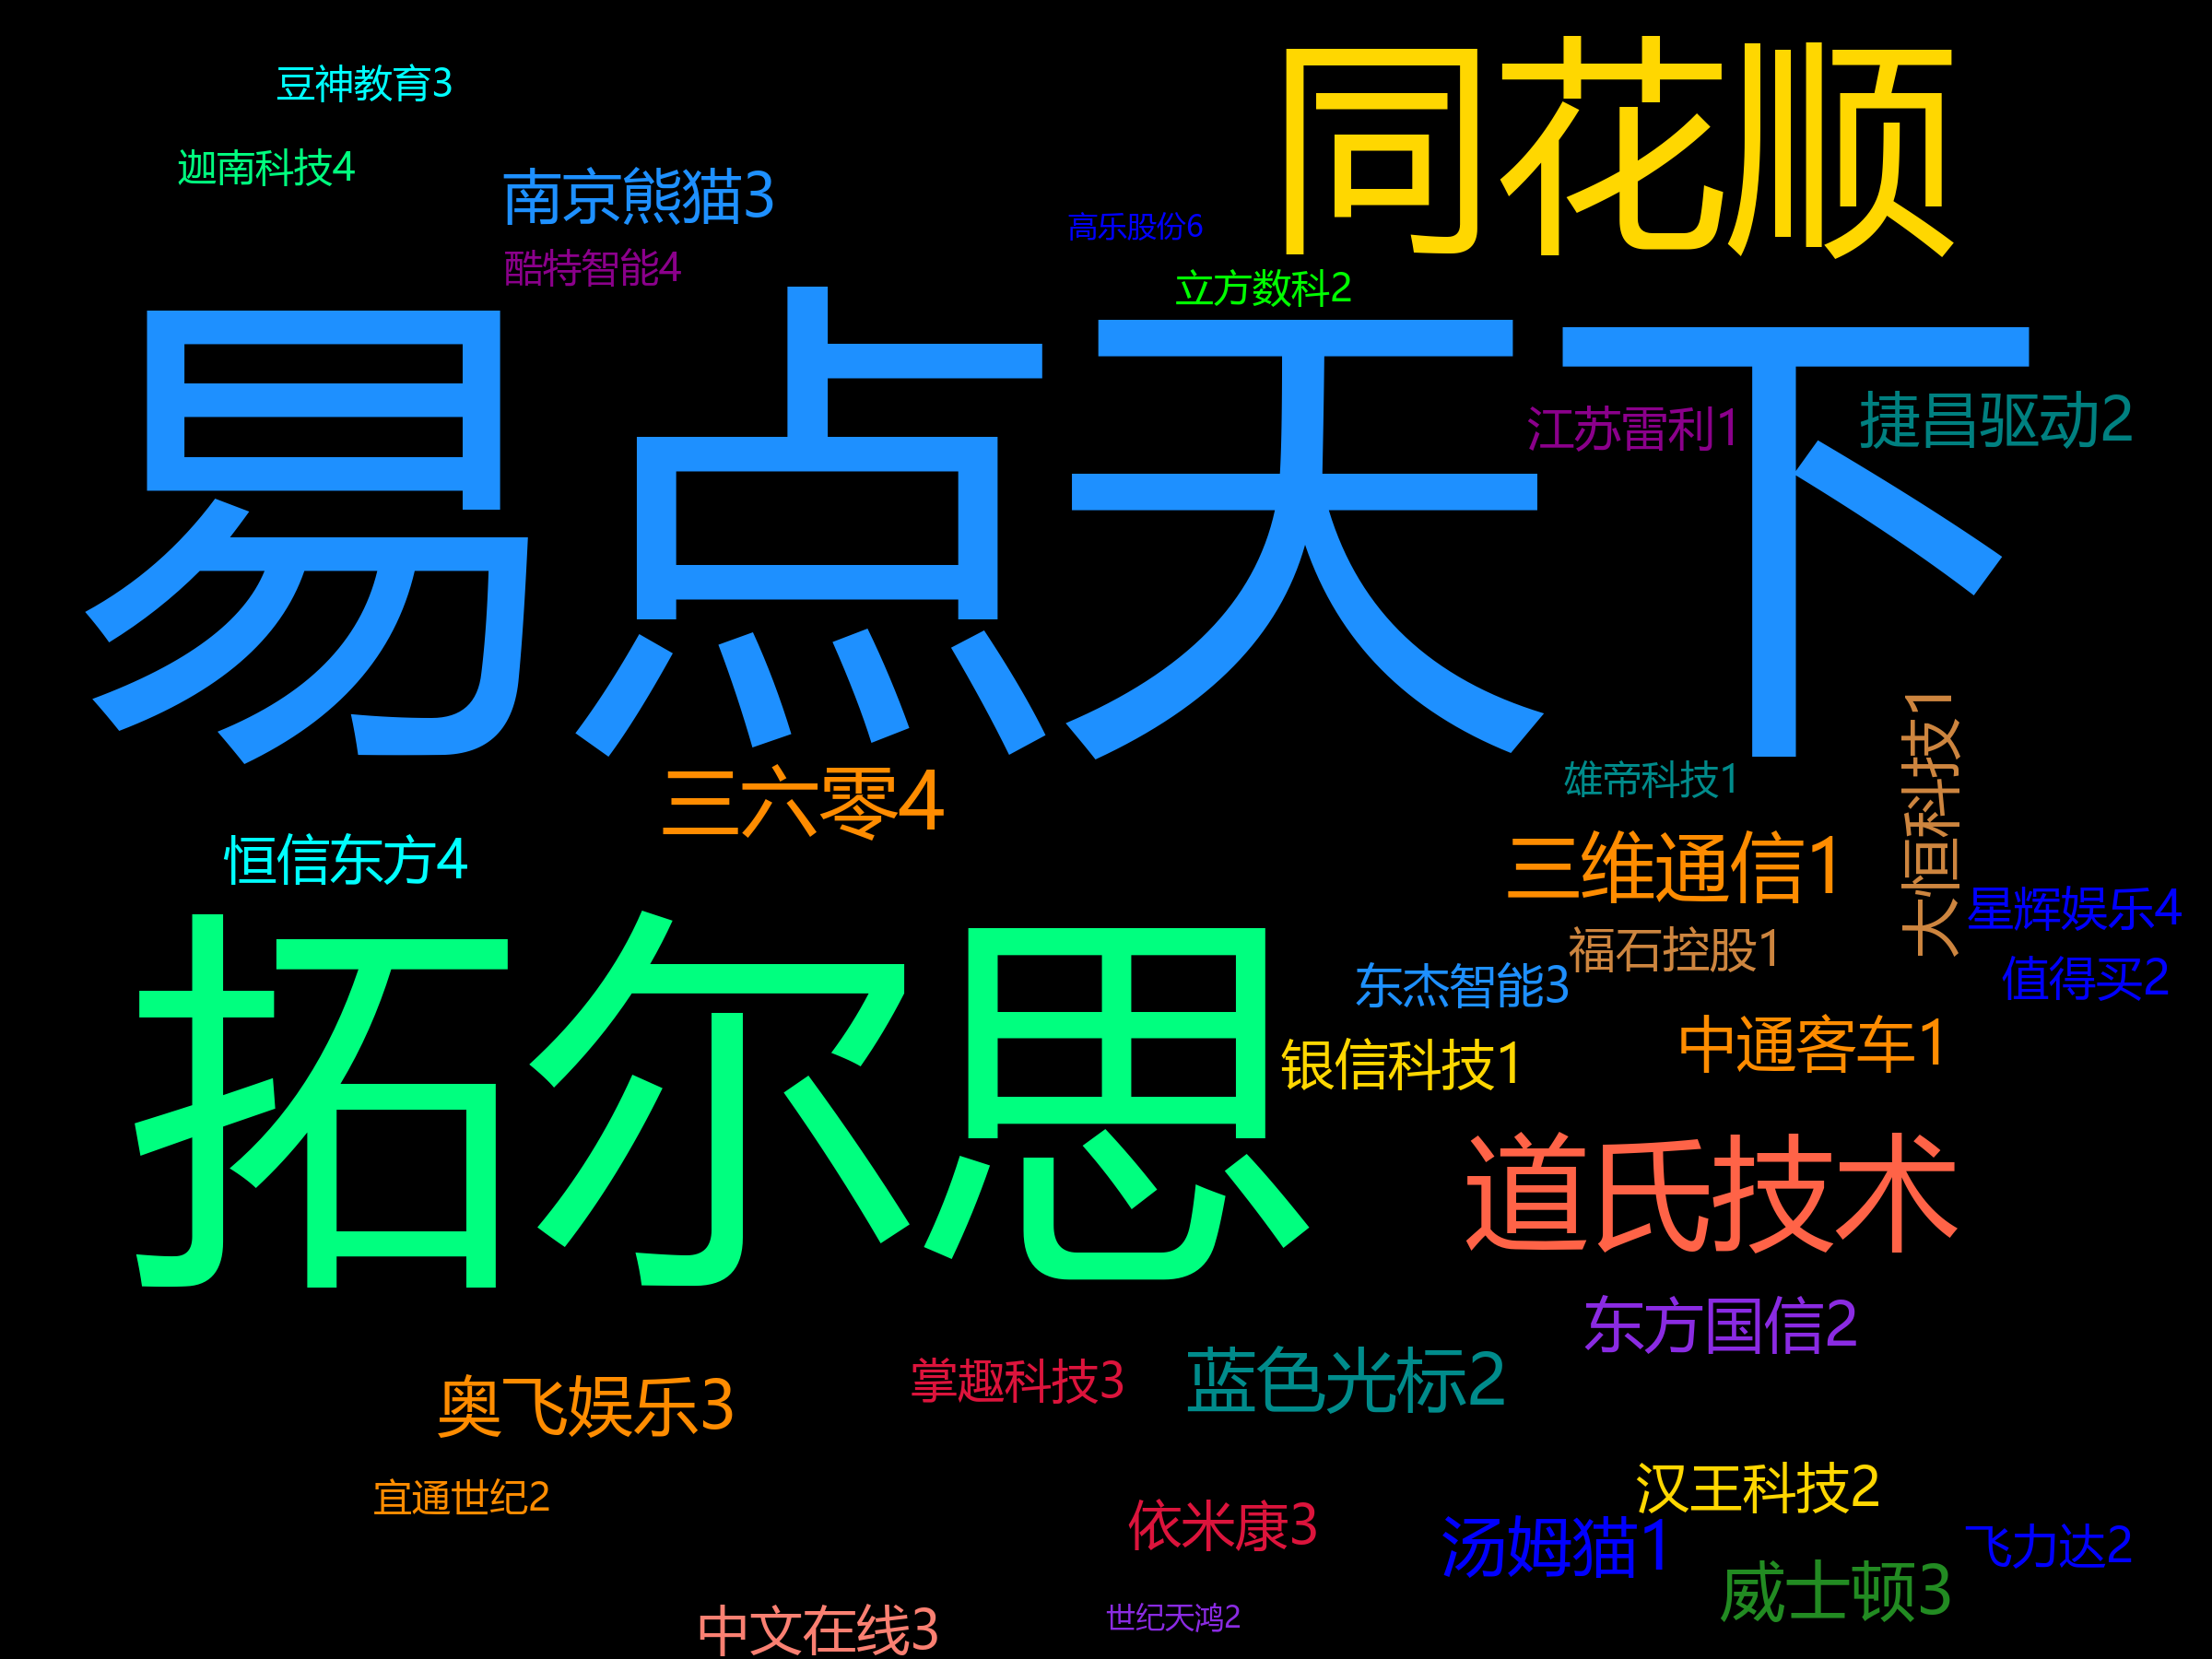 豆神教育3
同花顺
迦南科技4
南京熊猫3
高乐股份6
酷特智能4
立方数科2
易点天下
江苏雷利1
捷昌驱动2
三六零4
雄帝科技1
大恒科技1
恒信东方4
三维通信1
星辉娱乐4
福石控股1
拓尔思
东杰智能3
值得买2
银信科技1
中通客车1
道氏技术
东方国信2
奥飞娱乐3
掌趣科技3
蓝色光标2
宜通世纪2
汉王科技2
依米康3
汤姆猫1
飞力达2
威士顿3
中文在线3
世纪天鸿2